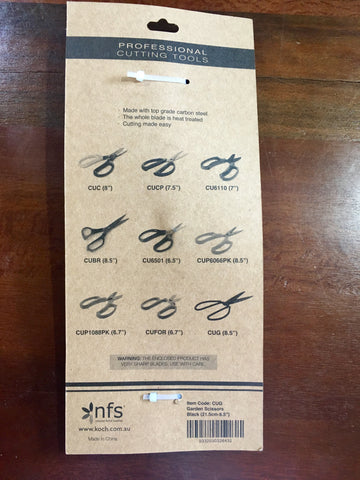 PROFESSIONAL
CUTTING TOOLS
· Made with top grade carbon steel
· The whole blade is heat treated
· Cutting made easy
CUC (8")
CUCP (7.5")
CU6110 (7")
CUBR (8.5")
CU6501 (6.5")
CUP6068PK (8.5")
CUP1088PK (6.7")
CUFOR (6.7")
CUG (8.5")
WARNING: THE ENCLOSED PRODUCT HAS
VERY SHARP BLADES, USE WITH CARE.
nfs
www.koch.com.au
Made in China
Item Code: CUG
Garden Scissors
Black (21.5cm-8.5")